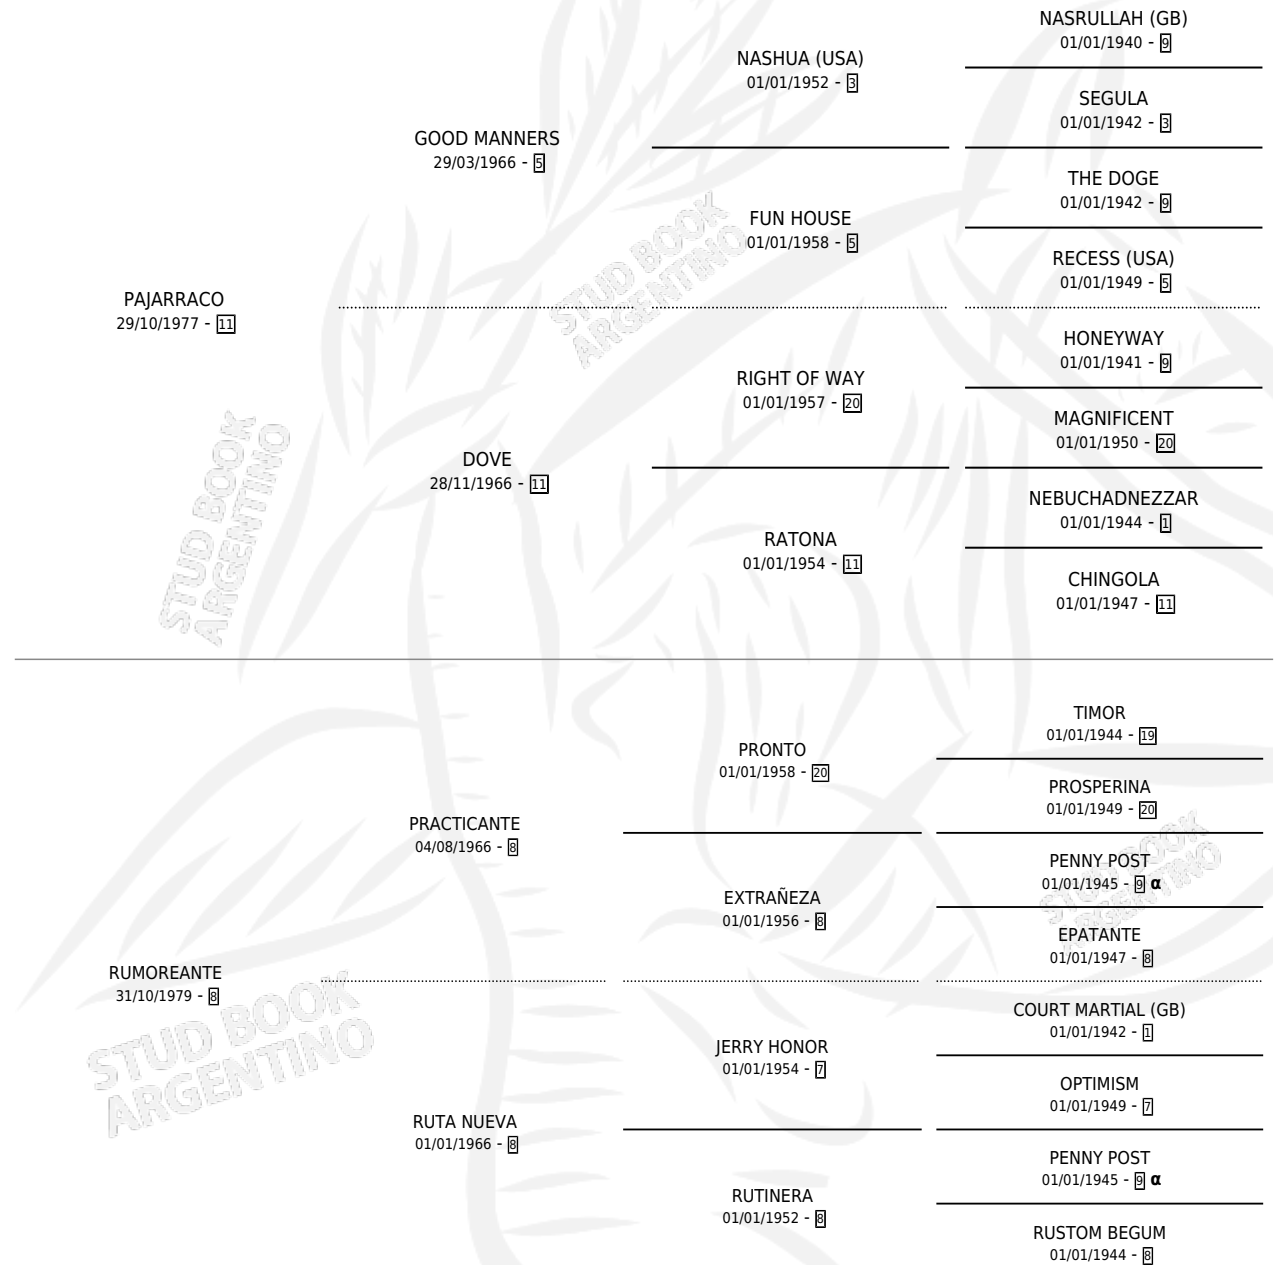 NASRULLAH (GB)
01/01/1940 - 9
NASHUA (USA)
01/01/1952 - 3
SEGULA
01/01/1942 - 3
GOOD MANNERS
29/03/1966 - 5
THE DOGE
01/01/1942 - 9
FUN HOUSE
01/01/1958 - 5
RECESS (USA)
01/01/1949 - 5
PAJARRACO
29/10/1977 - 11
HONEYWAY
01/01/1941 - 9
RIGHT OF WAY
01/01/1957 - 20
MAGNIFICENT
01/01/1950 - 20
DOVE
28/11/1966 - 11
NEBUCHADNEZZAR
01/01/1944 - 1
RATONA
01/01/1954 - 11
CHINGOLA
01/01/1947 - 11
TIMOR
01/01/1944 - 19
PRONTO
01/01/1958 - 20
PROSPERINA
01/01/1949 - 20
PRACTICANTE
04/08/1966 - 8
PENNY POST
01/01/1945 - 9 α
EXTRAÑEZA
01/01/1956 - 8
EPATANTE
01/01/1947 - 8
RUMOREANTE
31/10/1979 - 8
COURT MARTIAL (GB)
01/01/1942 - 1
JERRY HONOR
01/01/1954 - 7
OPTIMISM
01/01/1949 - 7
RUTA NUEVA
01/01/1966 - 8
PENNY POST
01/01/1945 - 9 α
RUTINERA
01/01/1952 - 8
RUSTOM BEGUM
01/01/1944 - 8
STUD BOOK
ARGENTINO
STUD BOOK
ARGENTINO
STUD BOOK
ARGENTINO
STUD BOOK
ARGENTINO